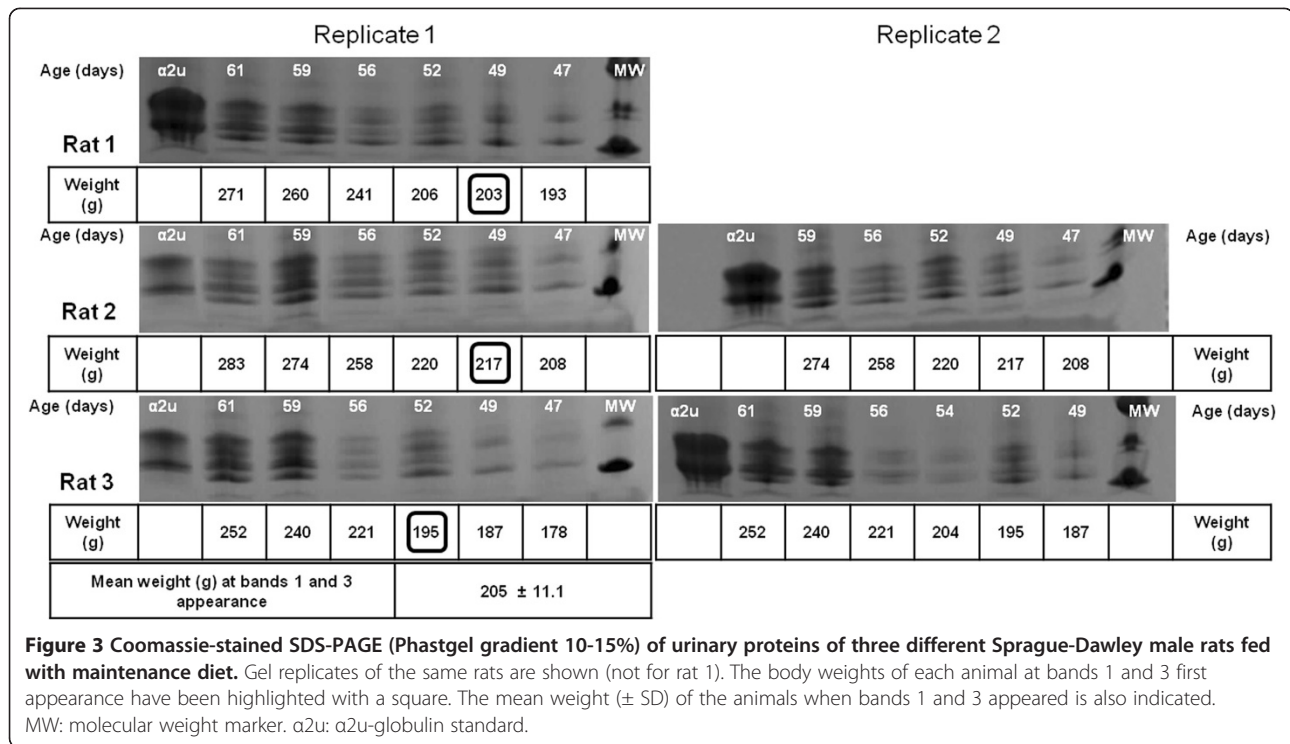 Replicate 1
Replicate 2
Age (days) α2u 61 59 56 52 49 47 MW
Rat 1
Weight (g) 271 260 241 206 203 193
Age (days) α2u 61 59 56 52 49 47 MW
Rat 2
Weight (g) 283 274 258 220 217 208
α2u 59 56 52 49 47 MW Age (days)
274 258 220 217 208 Weight (g)
Age (days) α2u 61 59 56 52 49 47 MW
Rat 3
Weight (g) 252 240 221 195 187 178
α2u 61 59 56 54 52 49 MW Age (days)
252 240 221 204 195 187 Weight (g)
Mean weight (g) at bands 1 and 3 appearance 205 ± 11.1
Figure 3 Coomassie-stained SDS-PAGE (Phastgel gradient 10-15%) of urinary proteins of three different Sprague-Dawley male rats fed
with maintenance diet. Gel replicates of the same rats are shown (not for rat 1). The body weights of each animal at bands 1 and 3 first
appearance have been highlighted with a square. The mean weight (± SD) of the animals when bands 1 and 3 appeared is also indicated.
MW: molecular weight marker. α2u: α2u-globulin standard.